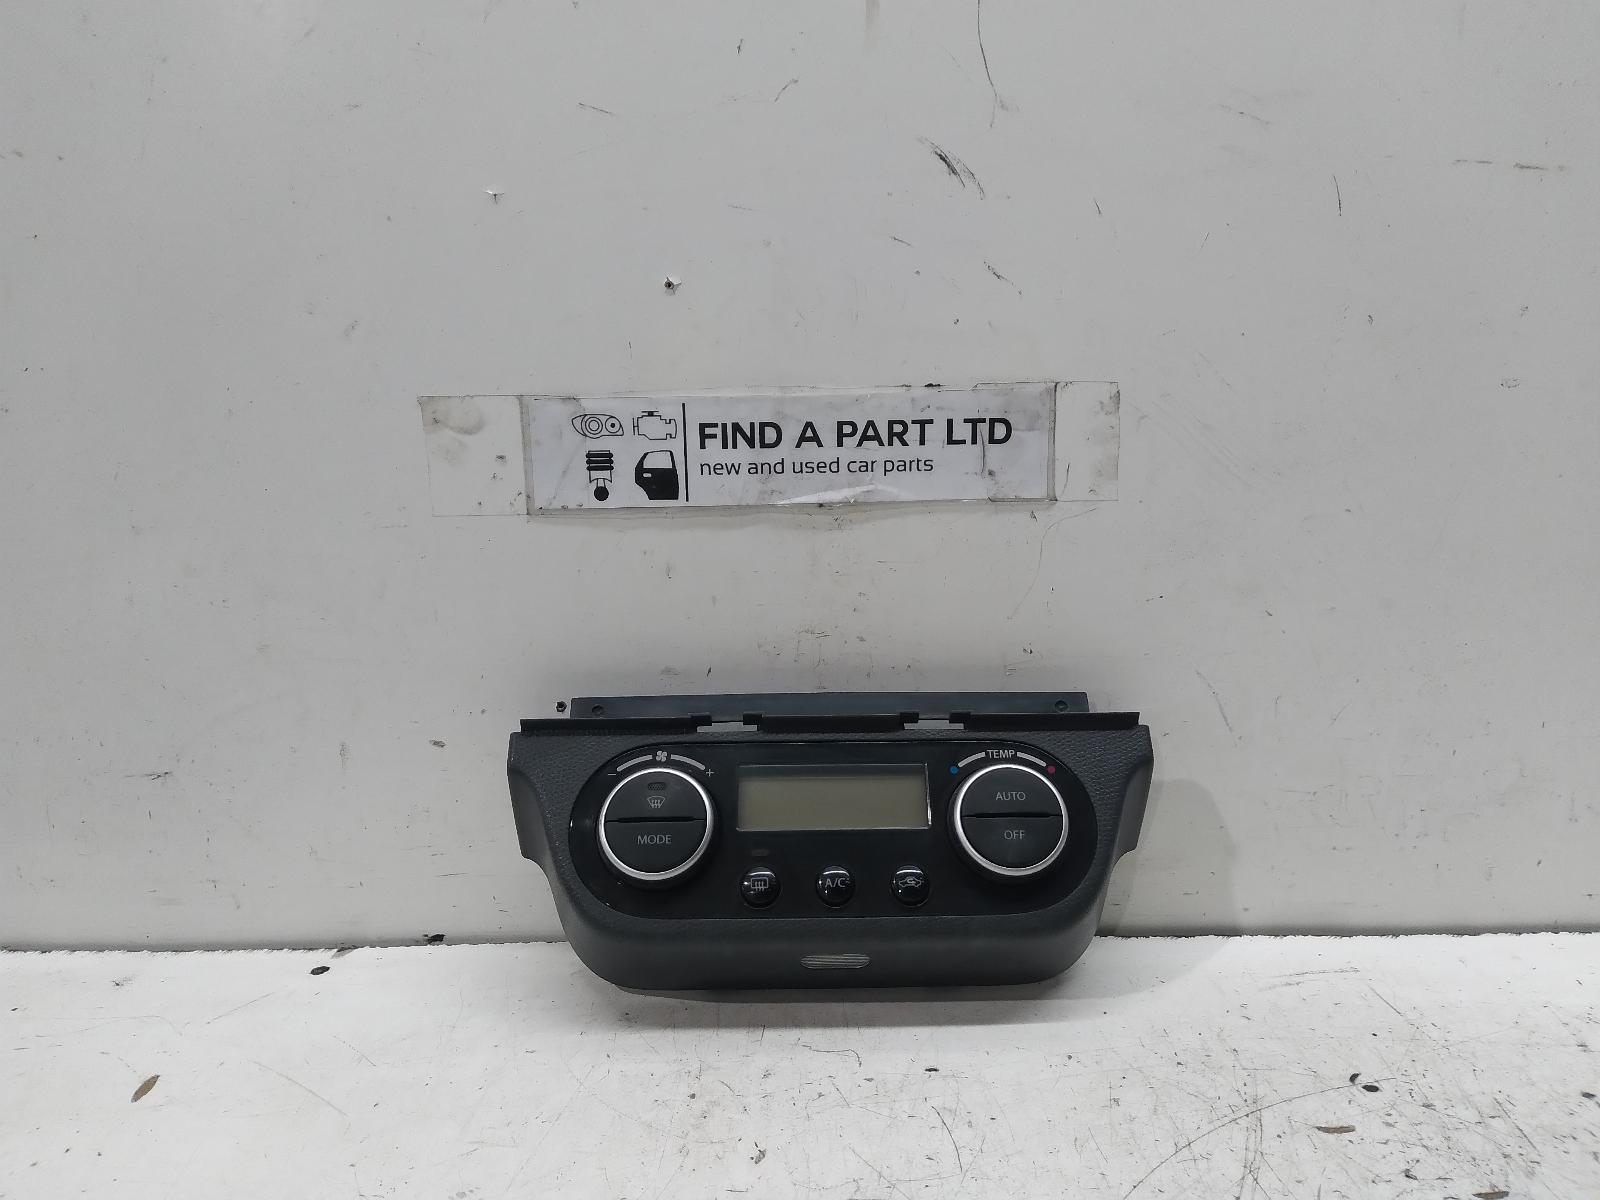 FIND A PART LTD
new and used car parts
- +
TEMP
MODE
AUTO
OFF
A/C